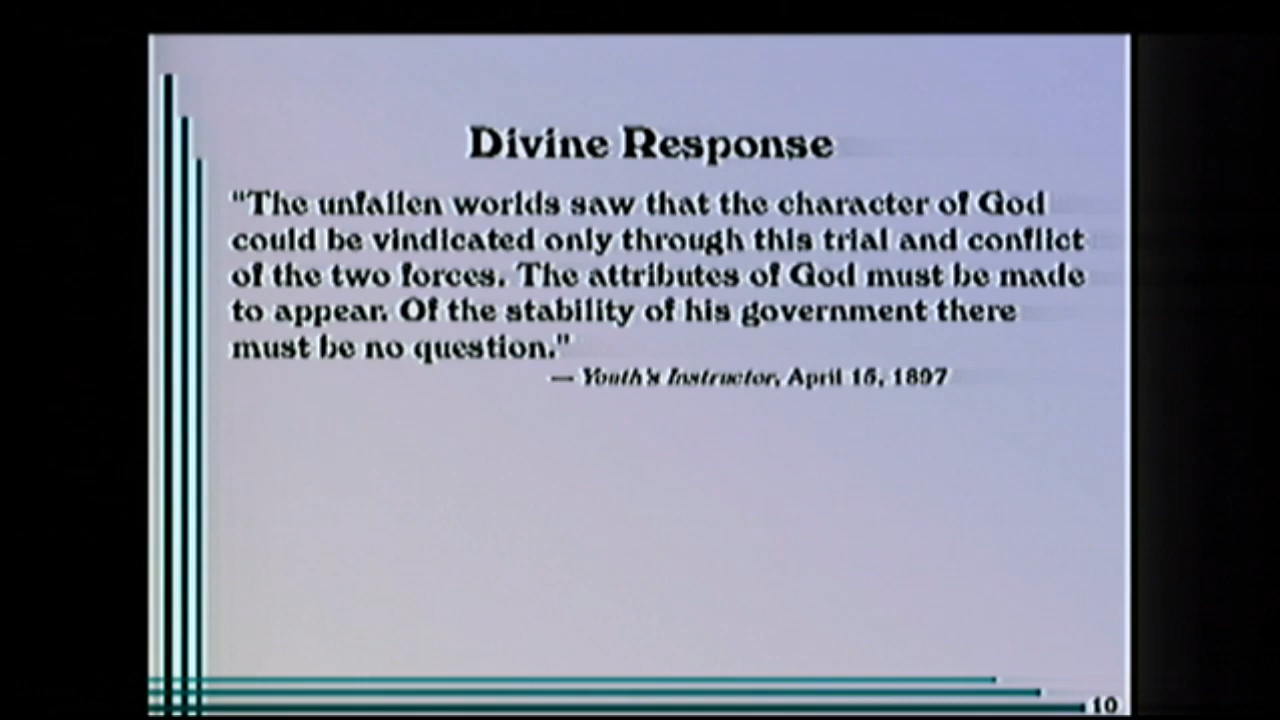 Divine Response
"The unfallen worlds saw that the character of God
could be vindicated only through this trial and conflict
of the two forces. The attributes of God must be made
to appear. Of the stability of his government there
must be no question."
— Youth's Instructor, April 15, 1897
10